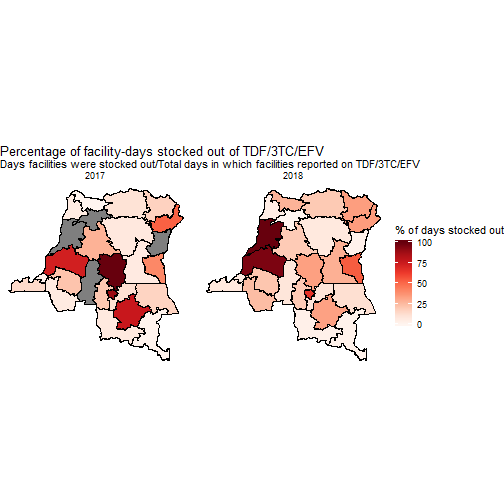 Percentage of facility-days stocked out of TDF/3TC/EFV
Days facilities were stocked out/Total days in which facilities reported on TDF/3TC/EFV
2017
2018
% of days stocked out
100
75
50
25
0